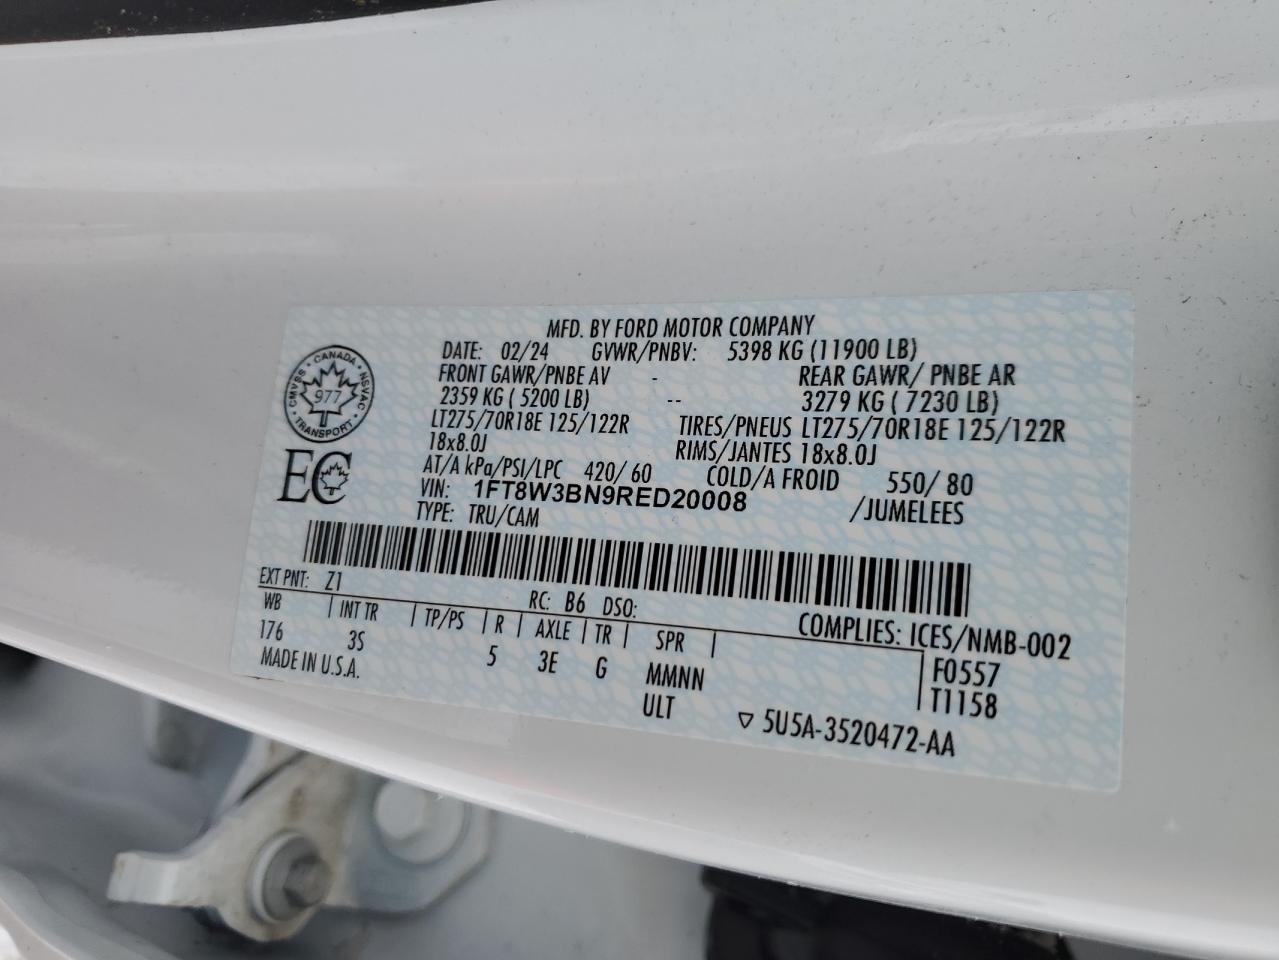 MFD. BY FORD MOTOR COMPANY
DATE: 02/24 GVWR/PNBV: 5398 KG (11900 LB)
FRONT GAWR/PNBE AV - REAR GAWR/ PNBE AR
2359 KG ( 5200 LB) -- 3279 KG ( 7230 LB)
LT275/70R18E 125/122R TIRES/PNEUS LT275/70R18E 125/122R
18x8.0J RIMS/JANTES 18x8.0J
AT/A kPa/PSI/LPC 420/ 60 COLD/A FROID 550/ 80
VIN: 1FT8W3BN9RED20008 /JUMELEES
TYPE: TRU/CAM
CANADA
CMVSS • NSVAC
977
TRANSPORT
EC
EXT PNT: Z1 RC: B6 DSO:
WB | INT TR | TP/PS | R | AXLE | TR | SPR | COMPLIES: ICES/NMB-002
176 3S 5 3E G MMNN F0557
MADE IN U.S.A. ULT T1158
▽ 5U5A-3520472-AA